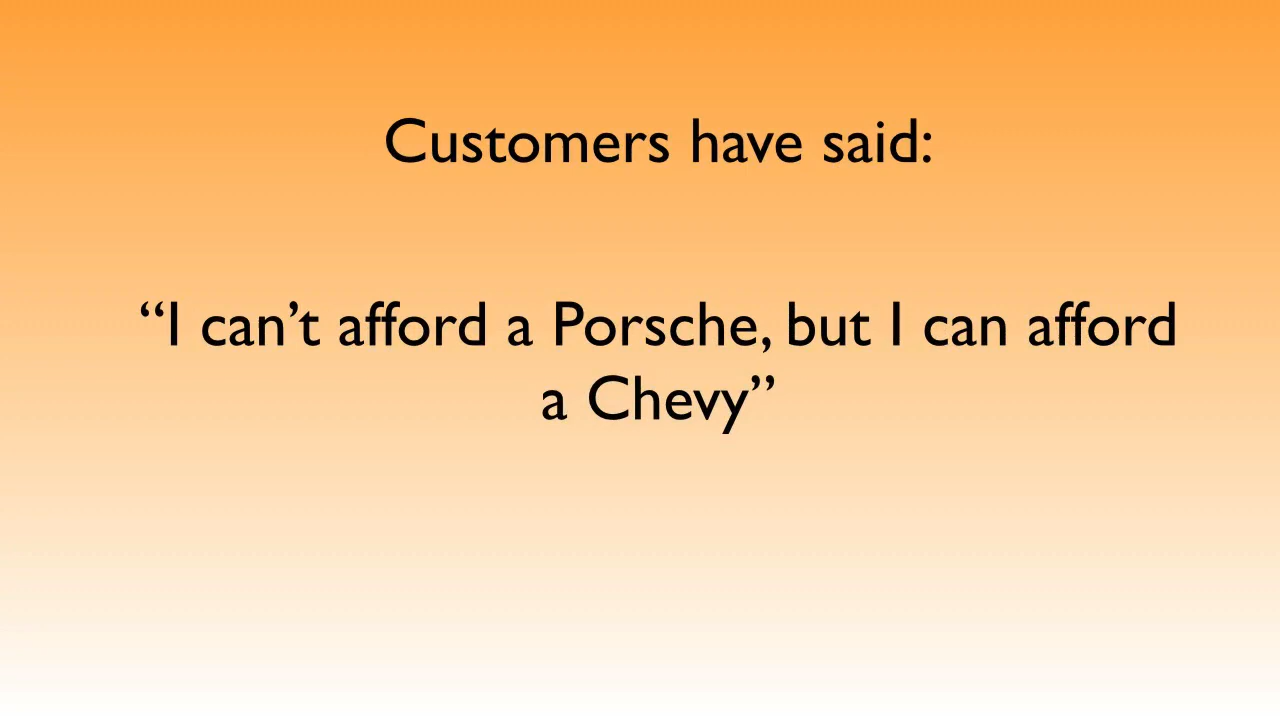 Customers have said:
“I can’t afford a Porsche, but I can afford
a Chevy”